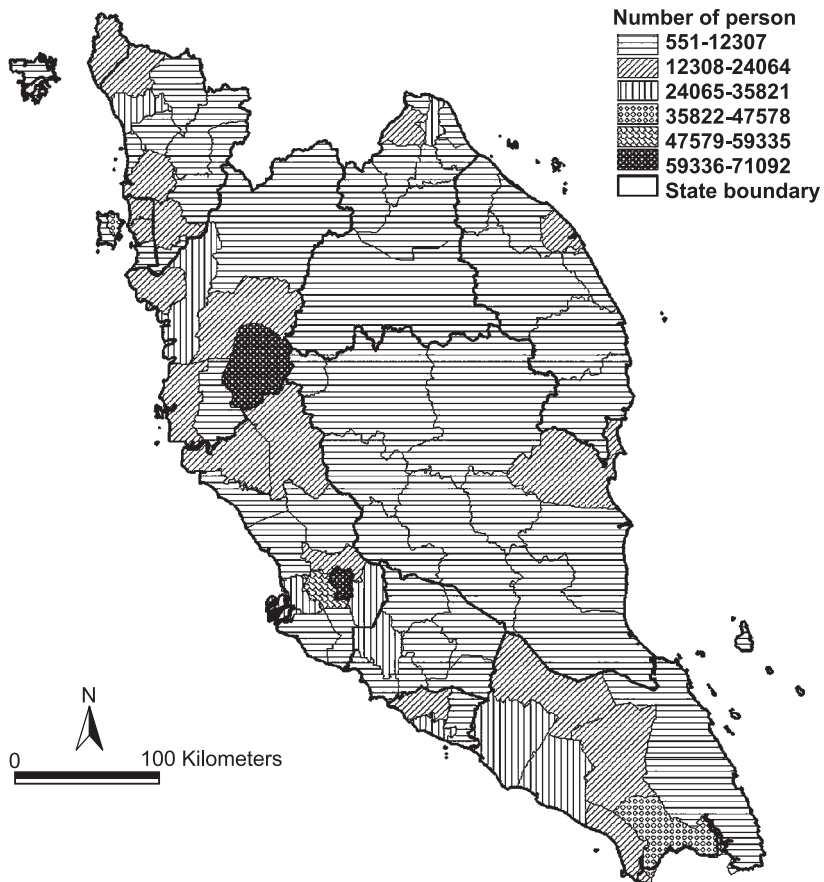 Number of person
551-12307
12308-24064
24065-35821
35822-47578
47579-59335
59336-71092
State boundary
N
0 100 Kilometers